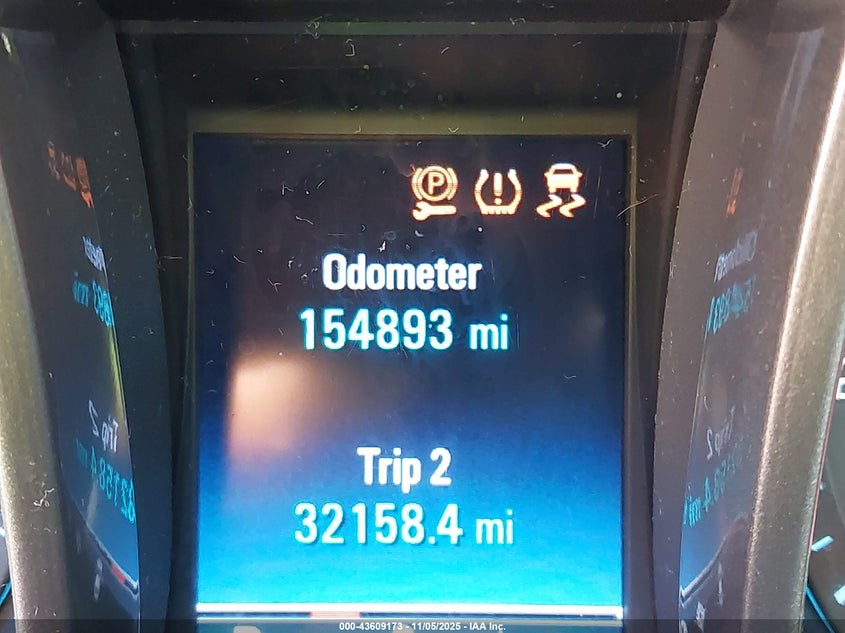 Odometer
154893 mi
Trip 2
32158.4 mi
000-43609173 - 11/05/2025 - IAA Inc.